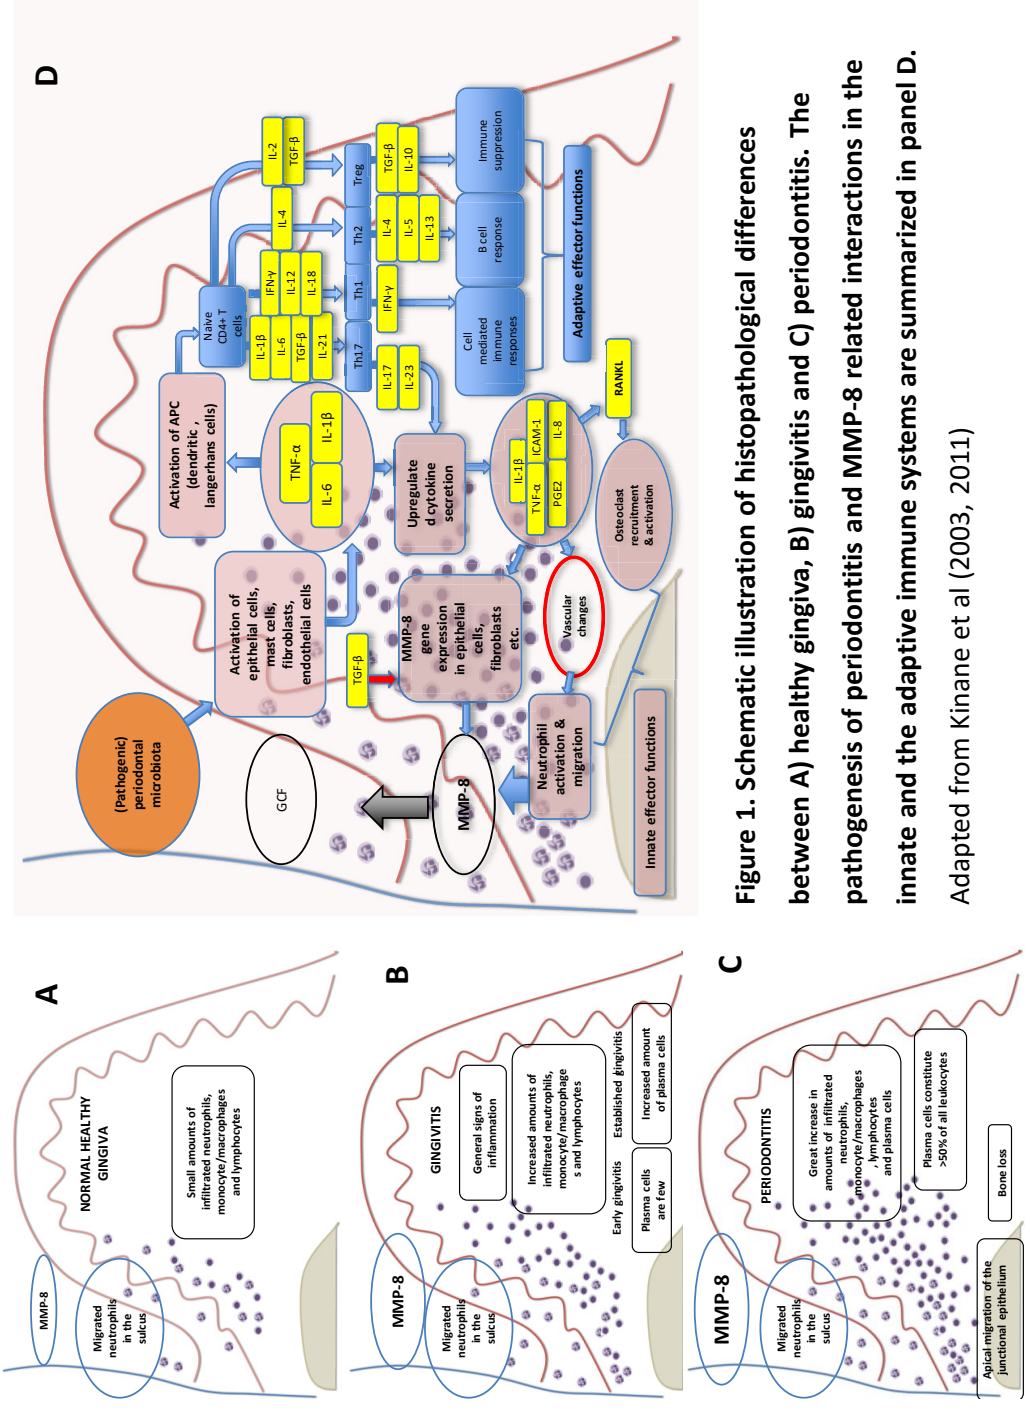 A
NORMAL HEALTHY
GINGIVA
MMP-8
Migrated
neutrophils
in the
sulcus
Small amounts of
infiltrated neutrophils,
monocyte/macrophages
and lymphocytes
B
GINGIVITIS
MMP-8
Migrated
neutrophils
in the
sulcus
General signs of
inflammation
Increased amounts of
infiltrated neutrophils,
monocyte/macrophage
s and lymphocytes
Early gingivitis
Established gingivitis
Plasma cells
are few
Increased amount
of plasma cells
C
PERIODONTITIS
MMP-8
Migrated
neutrophils
in the
sulcus
Great increase in
amounts of infiltrated
neutrophils,
monocyte/macrophages
, lymphocytes
and plasma cells
Plasma cells constitute
>50% of all leukocytes
Bone loss
Apical migration of the
junctional epithelium
D
(Pathogenic)
periodontal
microbiota
GCF
Activation of
epithelial cells,
mast cells,
fibroblasts,
endothelial cells
Activation of APC
(dendritic ,
langerhans cells)
TNF-α
IL-6
IL-1β
Naive
CD4+ T
cells
IL-1β
IL-6
TGF-β
IL-21
IFN-γ
IL-12
IL-18
IL-4
IL-2
TGF-β
Th17
Th1
Th2
Treg
IL-17
IL-23
IFN-γ
IL-4
IL-5
IL-13
TGF-β
IL-10
Cell
mediated
immune
responses
B cell
response
Immune
suppression
Adaptive effector functions
Upregulate
d cytokine
secretion
IL-1β
TNF-α
ICAM-1
PGE2
IL-8
RANKL
Osteoclast
recruitment
& activation
TGF-β
MMP-8
gene
expression
in epithelial
cells,
fibroblasts
etc.
MMP-8
Vascular
changes
Neutrophil
activation &
migration
Innate effector functions
Figure 1. Schematic illustration of histopathological differences
between A) healthy gingiva, B) gingivitis and C) periodontitis. The
pathogenesis of periodontitis and MMP-8 related interactions in the
innate and the adaptive immune systems are summarized in panel D.
Adapted from Kinane et al (2003, 2011)